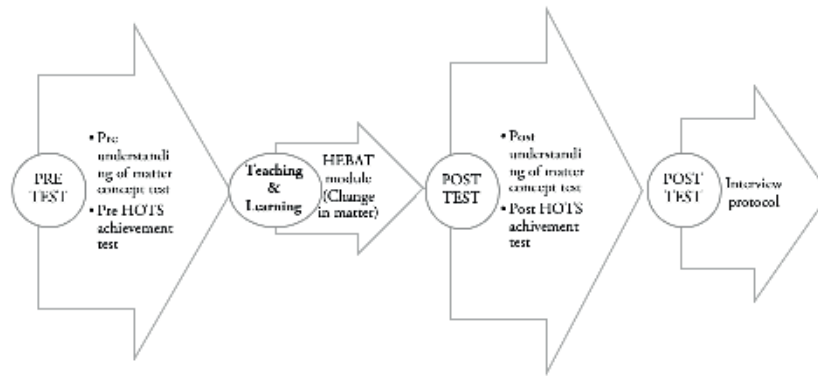 PRE
TEST
• Pre
understandi
ng of matter
concept test
• Pre HOTS
achievement
test
Teaching
&
Learning
HEBAT
module
(Change
in matter)
POST
TEST
• Post
understandi
ng of matter
concept test
• Post HOTS
achivement
test
POST
TEST
Interview
protocol